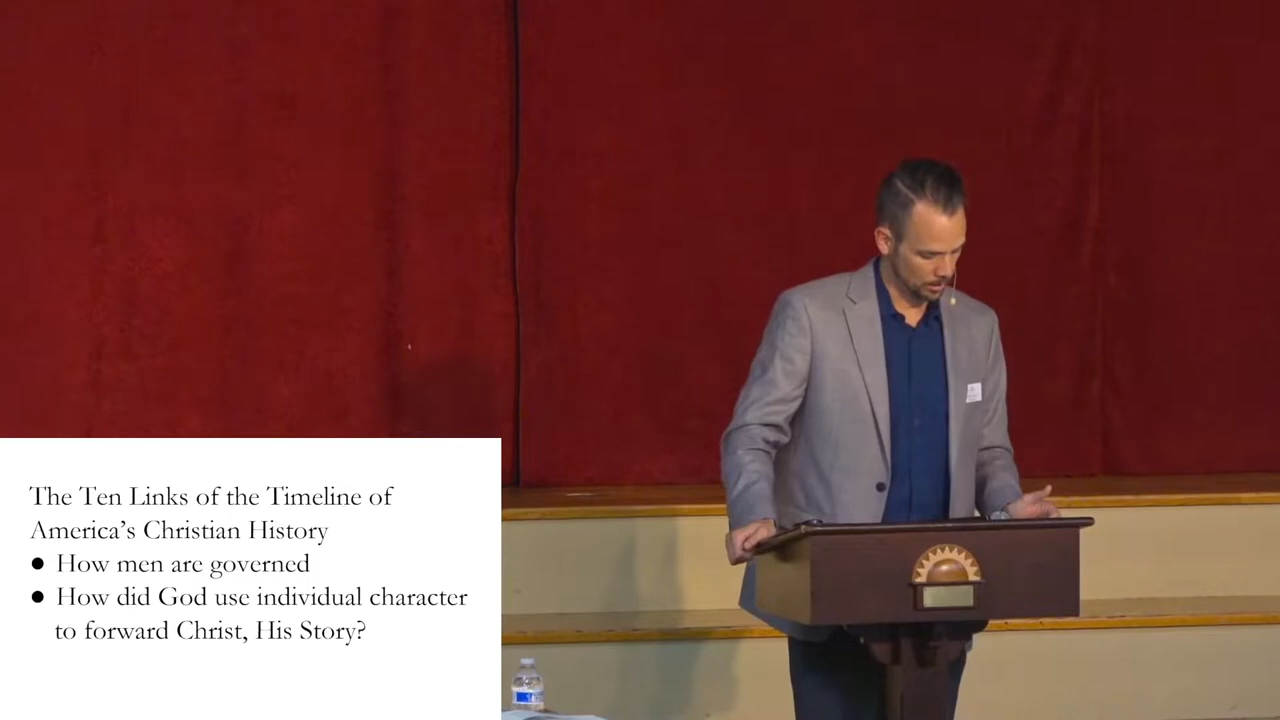 The Ten Links of the Timeline of
America's Christian History
● How men are governed
● How did God use individual character
to forward Christ, His Story?